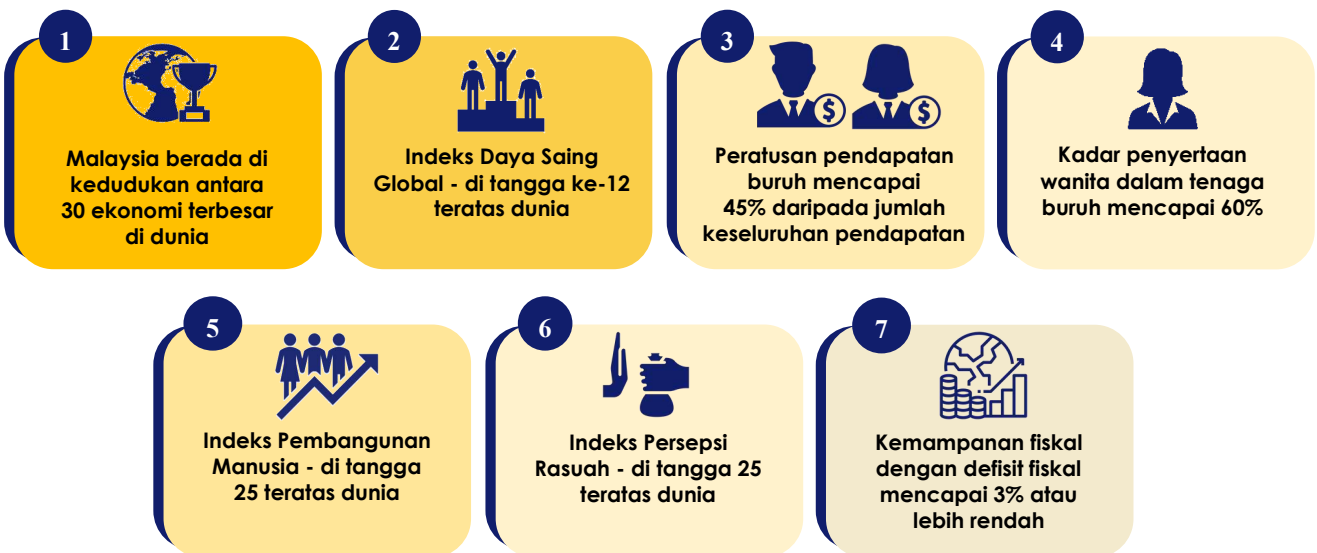 1
Malaysia berada di
kedudukan antara
30 ekonomi terbesar
di dunia
2
Indeks Daya Saing
Global - di tangga ke-12
teratas dunia
3
$
$
Peratusan pendapatan
buruh mencapai
45% daripada jumlah
keseluruhan pendapatan
4
Kadar penyertaan
wanita dalam tenaga
buruh mencapai 60%
5
Indeks Pembangunan
Manusia - di tangga
25 teratas dunia
6
Indeks Persepsi
Rasuah - di tangga 25
teratas dunia
7
Kemampanan fiskal
dengan defisit fiskal
mencapai 3% atau
lebih rendah